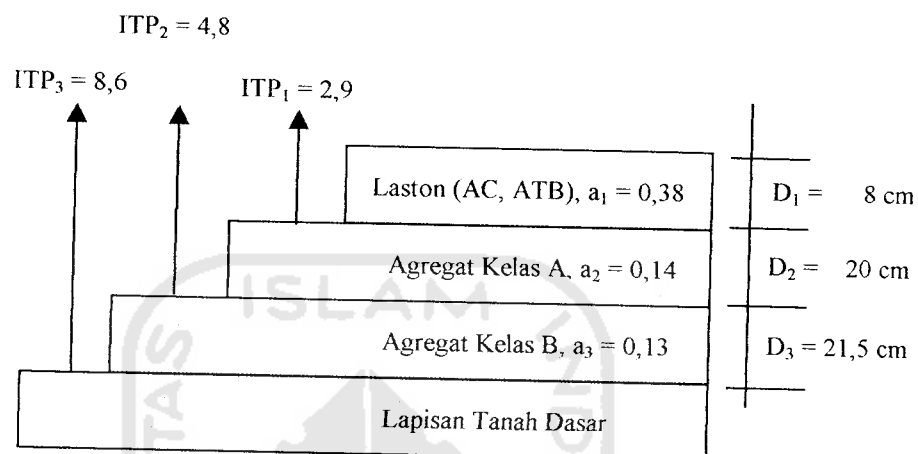 ITP₂ = 4,8
ITP₃ = 8,6
ITP₁ = 2,9
Laston (AC, ATB), a₁ = 0,38
D₁ = 8 cm
Agregat Kelas A, a₂ = 0,14
D₂ = 20 cm
ISLAM
Agregat Kelas B, a₃ = 0,13
D₃ = 21,5 cm
Lapisan Tanah Dasar